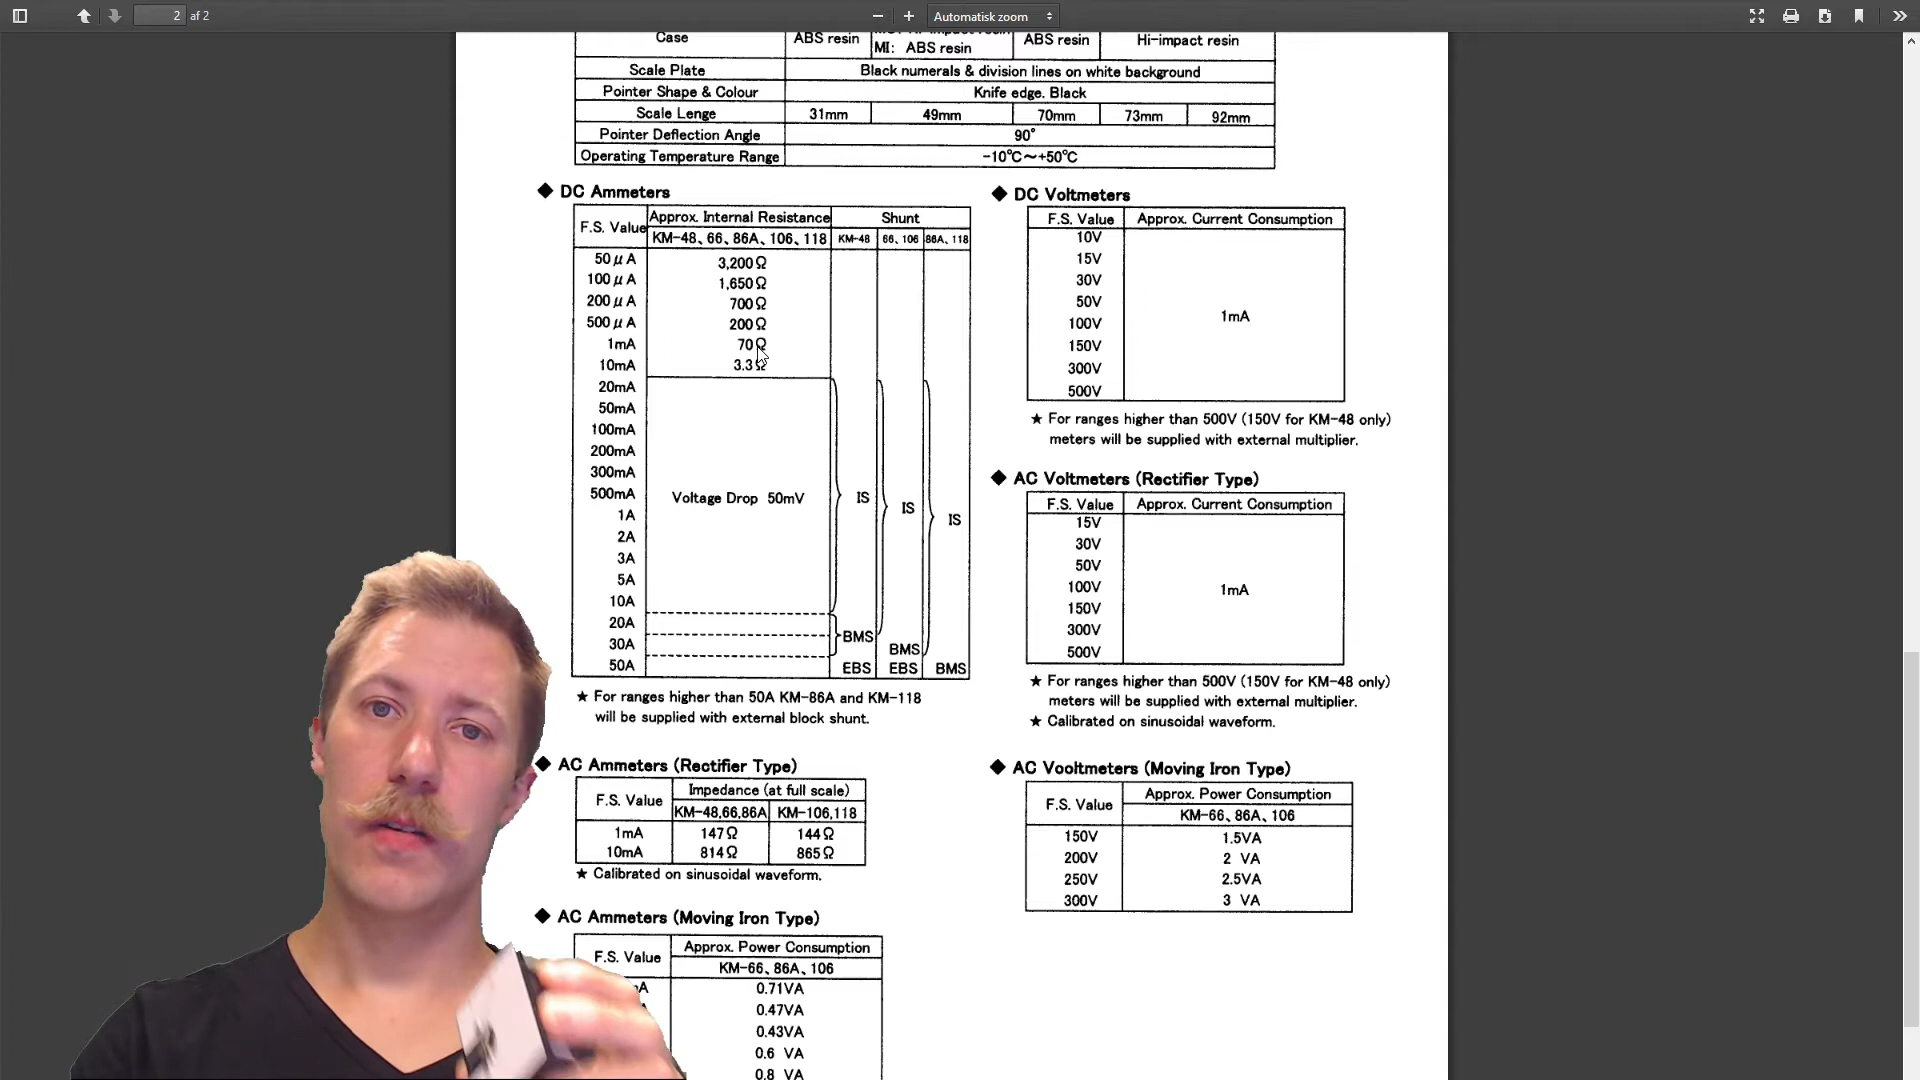 2 af 2
Automatisk zoom
Case ABS resin ABS resin Hi-impact resin
MI: ABS resin
Scale Plate Black numerals & division lines on white background
Pointer Shape & Colour Knife edge. Black
Scale Lenge 31mm 49mm 70mm 73mm 92mm
Pointer Deflection Angle 90°
Operating Temperature Range -10℃～+50℃
◆ DC Ammeters
F.S. Value Approx. Internal Resistance Shunt
KM-48、66、86A、106、118 KM-48 66、106 86A、118
50μA 3,200Ω
100μA 1,650Ω
200μA 700Ω
500μA 200Ω
1mA 70Ω
10mA 3.3Ω
20mA
50mA
100mA
200mA
300mA
500mA Voltage Drop 50mV IS IS IS
1A
2A
3A
5A
10A
20A
30A BMS BMS
50A EBS EBS BMS
★ For ranges higher than 50A KM-86A and KM-118
will be supplied with external block shunt.
◆ DC Voltmeters
F.S. Value Approx. Current Consumption
10V
15V
30V
50V
100V 1mA
150V
300V
500V
★ For ranges higher than 500V (150V for KM-48 only)
meters will be supplied with external multiplier.
◆ AC Voltmeters (Rectifier Type)
F.S. Value Approx. Current Consumption
15V
30V
50V
100V 1mA
150V
300V
500V
★ For ranges higher than 500V (150V for KM-48 only)
meters will be supplied with external multiplier.
★ Calibrated on sinusoidal waveform.
◆ AC Ammeters (Rectifier Type)
F.S. Value Impedance (at full scale)
KM-48,66,86A KM-106,118
1mA 147Ω 144Ω
10mA 814Ω 865Ω
★ Calibrated on sinusoidal waveform.
◆ AC Vooltmeters (Moving Iron Type)
F.S. Value Approx. Power Consumption
KM-66、86A、106
150V 1.5VA
200V 2 VA
250V 2.5VA
300V 3 VA
◆ AC Ammeters (Moving Iron Type)
F.S. Value Approx. Power Consumption
KM-66、86A、106
0.71VA
0.47VA
0.43VA
0.6 VA
0.8 VA